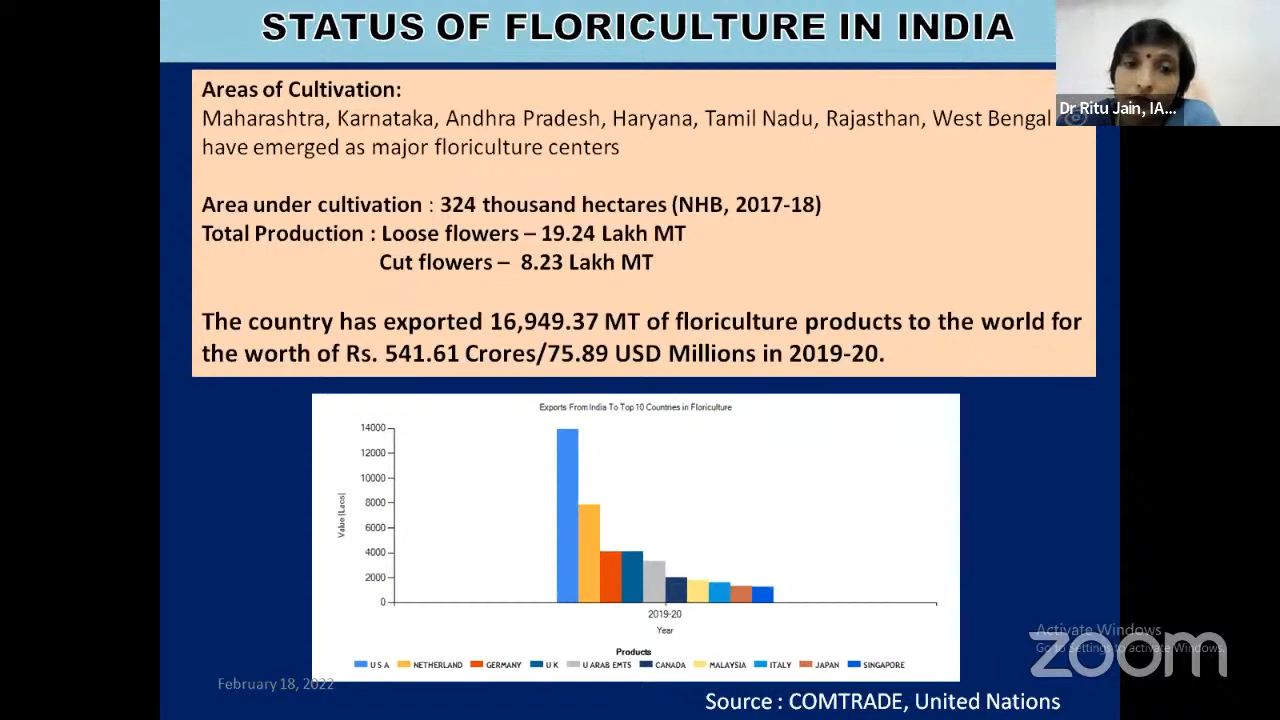 STATUS OF FLORICULTURE IN INDIA
Dr Ritu Jain, IA...
Areas of Cultivation:
Maharashtra, Karnataka, Andhra Pradesh, Haryana, Tamil Nadu, Rajasthan, West Bengal
have emerged as major floriculture centers
Area under cultivation : 324 thousand hectares (NHB, 2017-18)
Total Production : Loose flowers – 19.24 Lakh MT
Cut flowers – 8.23 Lakh MT
The country has exported 16,949.37 MT of floriculture products to the world for
the worth of Rs. 541.61 Crores/75.89 USD Millions in 2019-20.
Exports From India To Top 10 Countries in Floriculture
Value (Lacs)
14000
12000
10000
8000
6000
4000
2000
0
2019-20
Year
Products
U S A NETHERLAND GERMANY U K U ARAB EMTS CANADA MALAYSIA ITALY JAPAN SINGAPORE
February 18, 2022
Source : COMTRADE, United Nations
Activate Windows
Go to Settings to activate Windows.
zoom